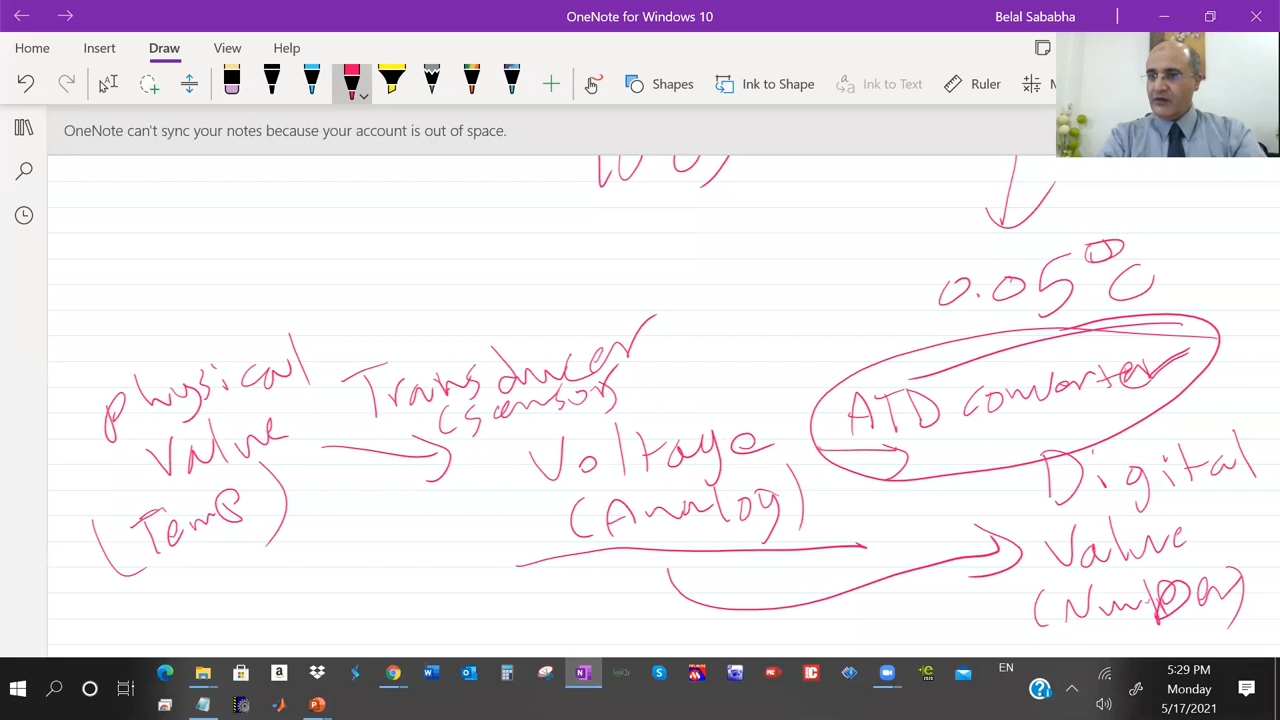 OneNote for Windows 10
Belal Sababha
Home Insert Draw View Help
Shapes Ink to Shape Ink to Text Ruler M
OneNote can't sync your notes because your account is out of space.
0.05°C
Physical Transducer
(sensor)
ATD converter
Value Voltage Digital
(Temp) (Analog) Value
(Number)
EN
5:29 PM
Monday
5/17/2021